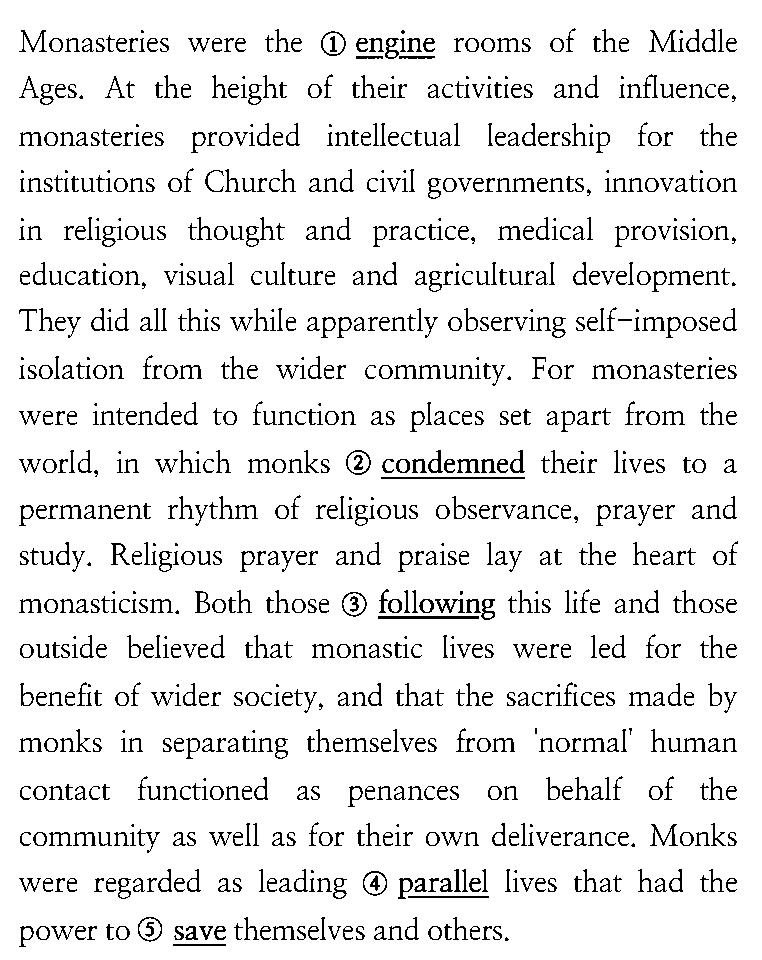 Monasteries were the ① engine rooms of the Middle
Ages. At the height of their activities and influence,
monasteries provided intellectual leadership for the
institutions of Church and civil governments, innovation
in religious thought and practice, medical provision,
education, visual culture and agricultural development.
They did all this while apparently observing self-imposed
isolation from the wider community. For monasteries
were intended to function as places set apart from the
world, in which monks ② condemned their lives to a
permanent rhythm of religious observance, prayer and
study. Religious prayer and praise lay at the heart of
monasticism. Both those ③ following this life and those
outside believed that monastic lives were led for the
benefit of wider society, and that the sacrifices made by
monks in separating themselves from 'normal' human
contact functioned as penances on behalf of the
community as well as for their own deliverance. Monks
were regarded as leading ④ parallel lives that had the
power to ⑤ save themselves and others.